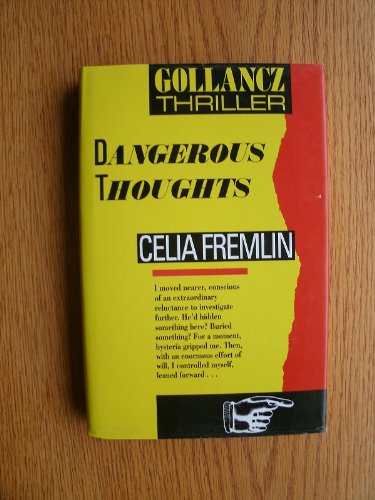 GOLLANCZ
THRILLER
DANGEROUS
THOUGHTS
CELIA FREMLIN
I moved nearer, conscious
of an extraordinary
reluctance to investigate
further. He'd hidden
something here? Buried
something? For a moment,
hysteria gripped me. Then,
with an enormous effort of
will, I controlled myself,
leaned forward . . .